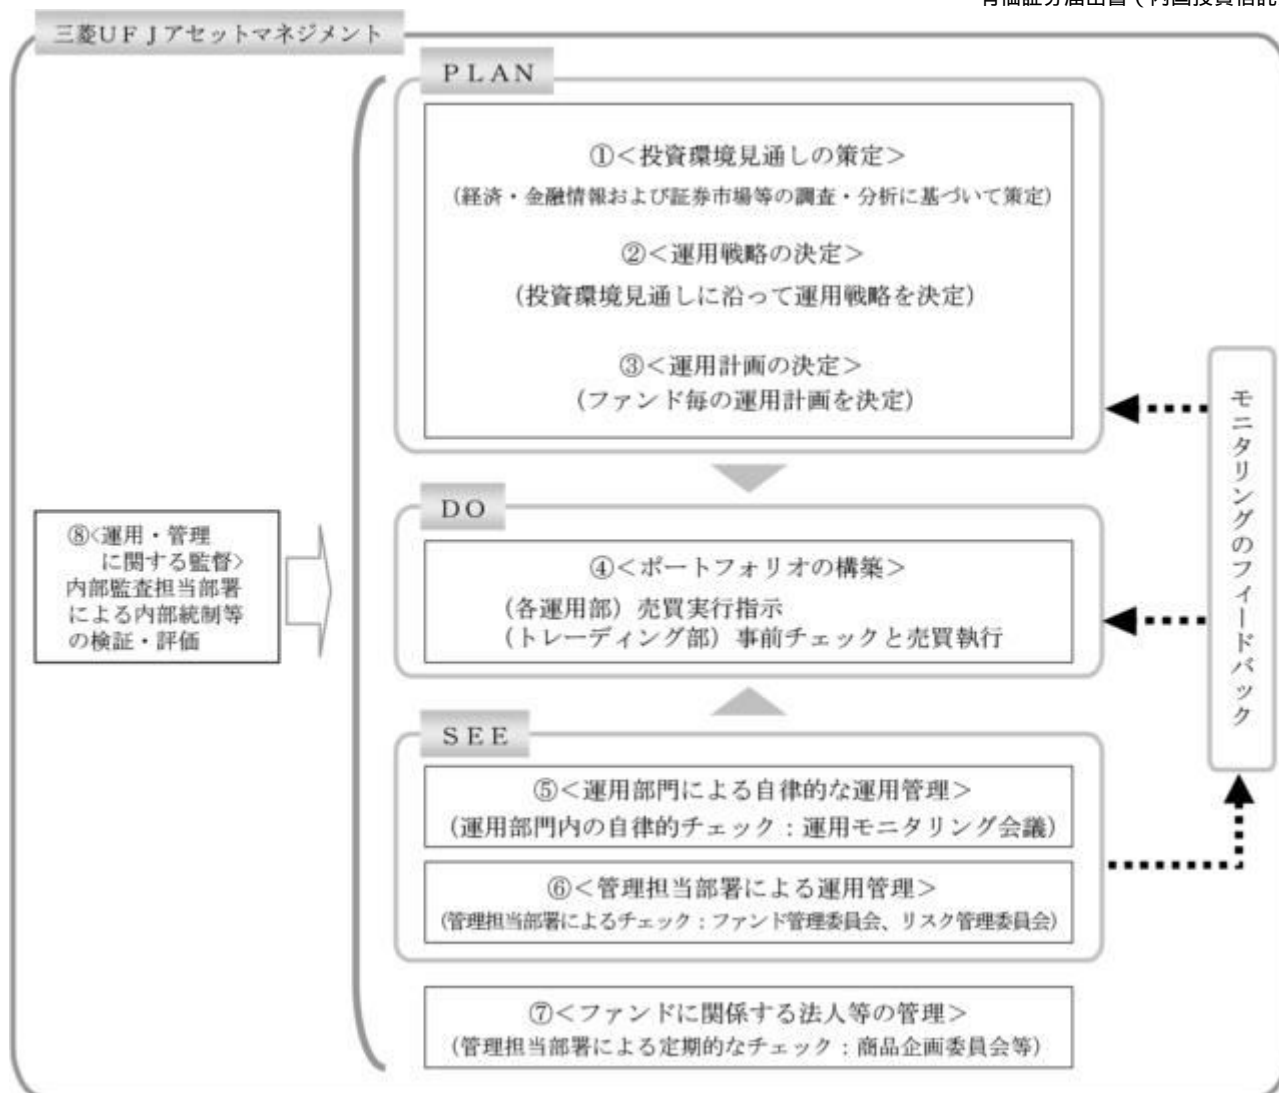 三菱UFJアセットマネジメント
PLAN
①<投資環境見通しの策定>
(経済・金融情報および証券市場等の調査・分析に基づいて策定)
②<運用戦略の決定>
(投資環境見通しに沿って運用戦略を決定)
③<運用計画の決定>
(ファンド毎の運用計画を決定)
DO
④<ポートフォリオの構築>
(各運用部)売買実行指示
(トレーディング部)事前チェックと売買執行
SEE
⑤<運用部門による自律的な運用管理>
(運用部門内の自律的チェック:運用モニタリング会議)
⑥<管理担当部署による運用管理>
(管理担当部署によるチェック:ファンド管理委員会、リスク管理委員会)
⑦<ファンドに関係する法人等の管理>
(管理担当部署による定期的なチェック:商品企画委員会等)
⑧<運用・管理
に関する監督>
内部監査担当部署
による内部統制等
の検証・評価
モニタリングのフィードバック